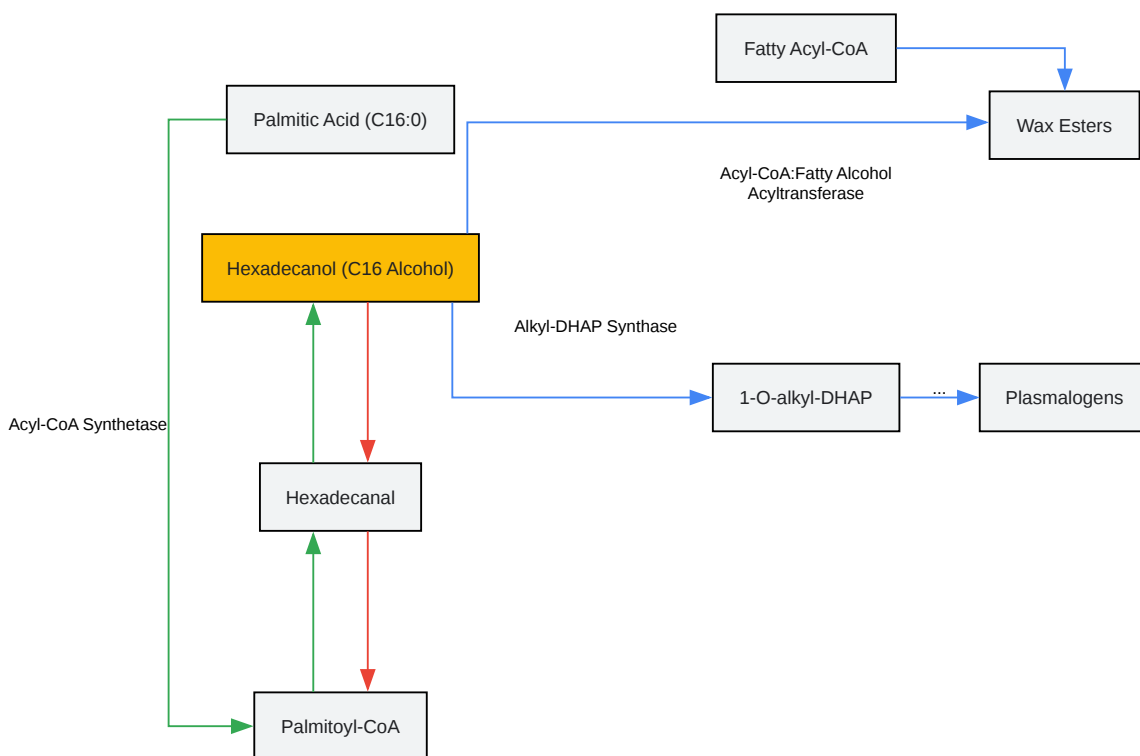 Fatty Acyl-CoA
Palmitic Acid (C16:0)
Wax Esters
Acyl-CoA:Fatty Alcohol
Acyltransferase
Hexadecanol (C16 Alcohol)
Alkyl-DHAP Synthase
1-O-alkyl-DHAP
...
Plasmalogens
Acyl-CoA Synthetase
Hexadecanal
Palmitoyl-CoA